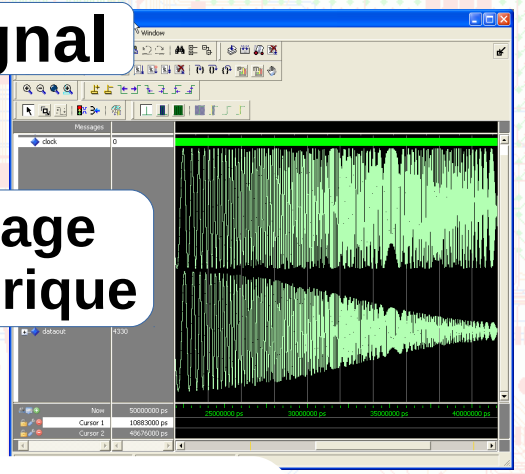 gnal
Window
Messages
clock 0
age
rique
dataout 4330
Now 50000000 ps
25000000 ps 30000000 ps 35000000 ps 40000000 ps
Cursor 1 10883000 ps
Cursor 2 48676000 ps